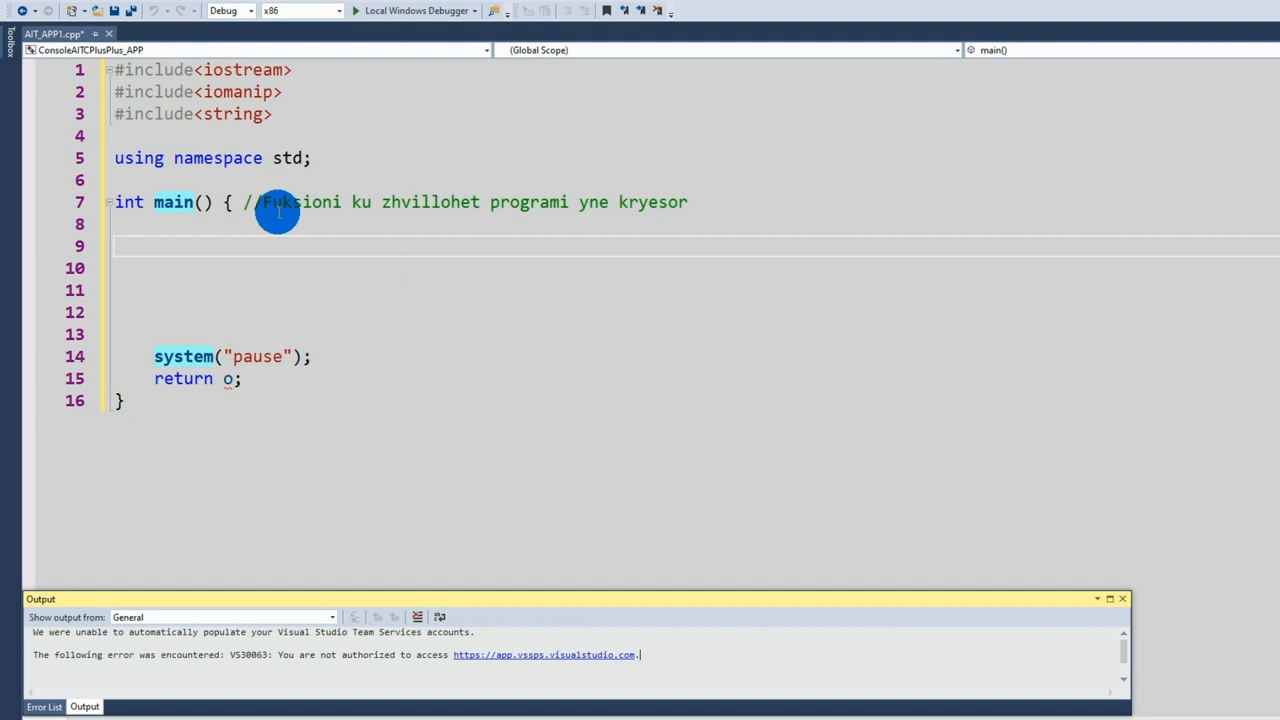 Debug x86 Local Windows Debugger
Toolbox
AIT_APP1.cpp*
ConsoleAITCPlusPlus_APP (Global Scope) main()
1 #include<iostream>
2 #include<iomanip>
3 #include<string>
4
5 using namespace std;
6
7 int main() { //Fuksioni ku zhvillohet programi yne kryesor
8
9
10
11
12
13
14 system("pause");
15 return o;
16 }
Output
Show output from: General
We were unable to automatically populate your Visual Studio Team Services accounts.
The following error was encountered: VS30063: You are not authorized to access https://app.vssps.visualstudio.com.
Error List Output